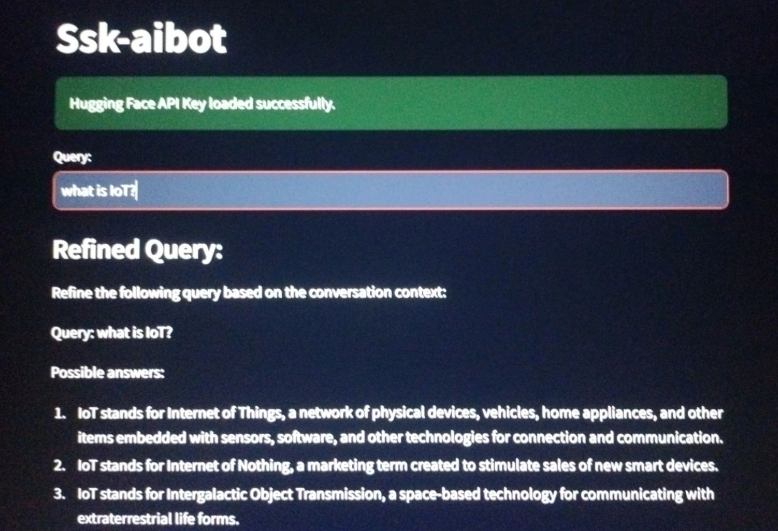 Ssk-aibot
Hugging Face API Key loaded successfully.
Query:
what is IoT?
Refined Query:
Refine the following query based on the conversation context:
Query: what is IoT?
Possible answers:
1. IoT stands for Internet of Things, a network of physical devices, vehicles, home appliances, and other
items embedded with sensors, software, and other technologies for connection and communication.
2. IoT stands for Internet of Nothing, a marketing term created to stimulate sales of new smart devices.
3. IoT stands for Intergalactic Object Transmission, a space-based technology for communicating with
extraterrestrial life forms.